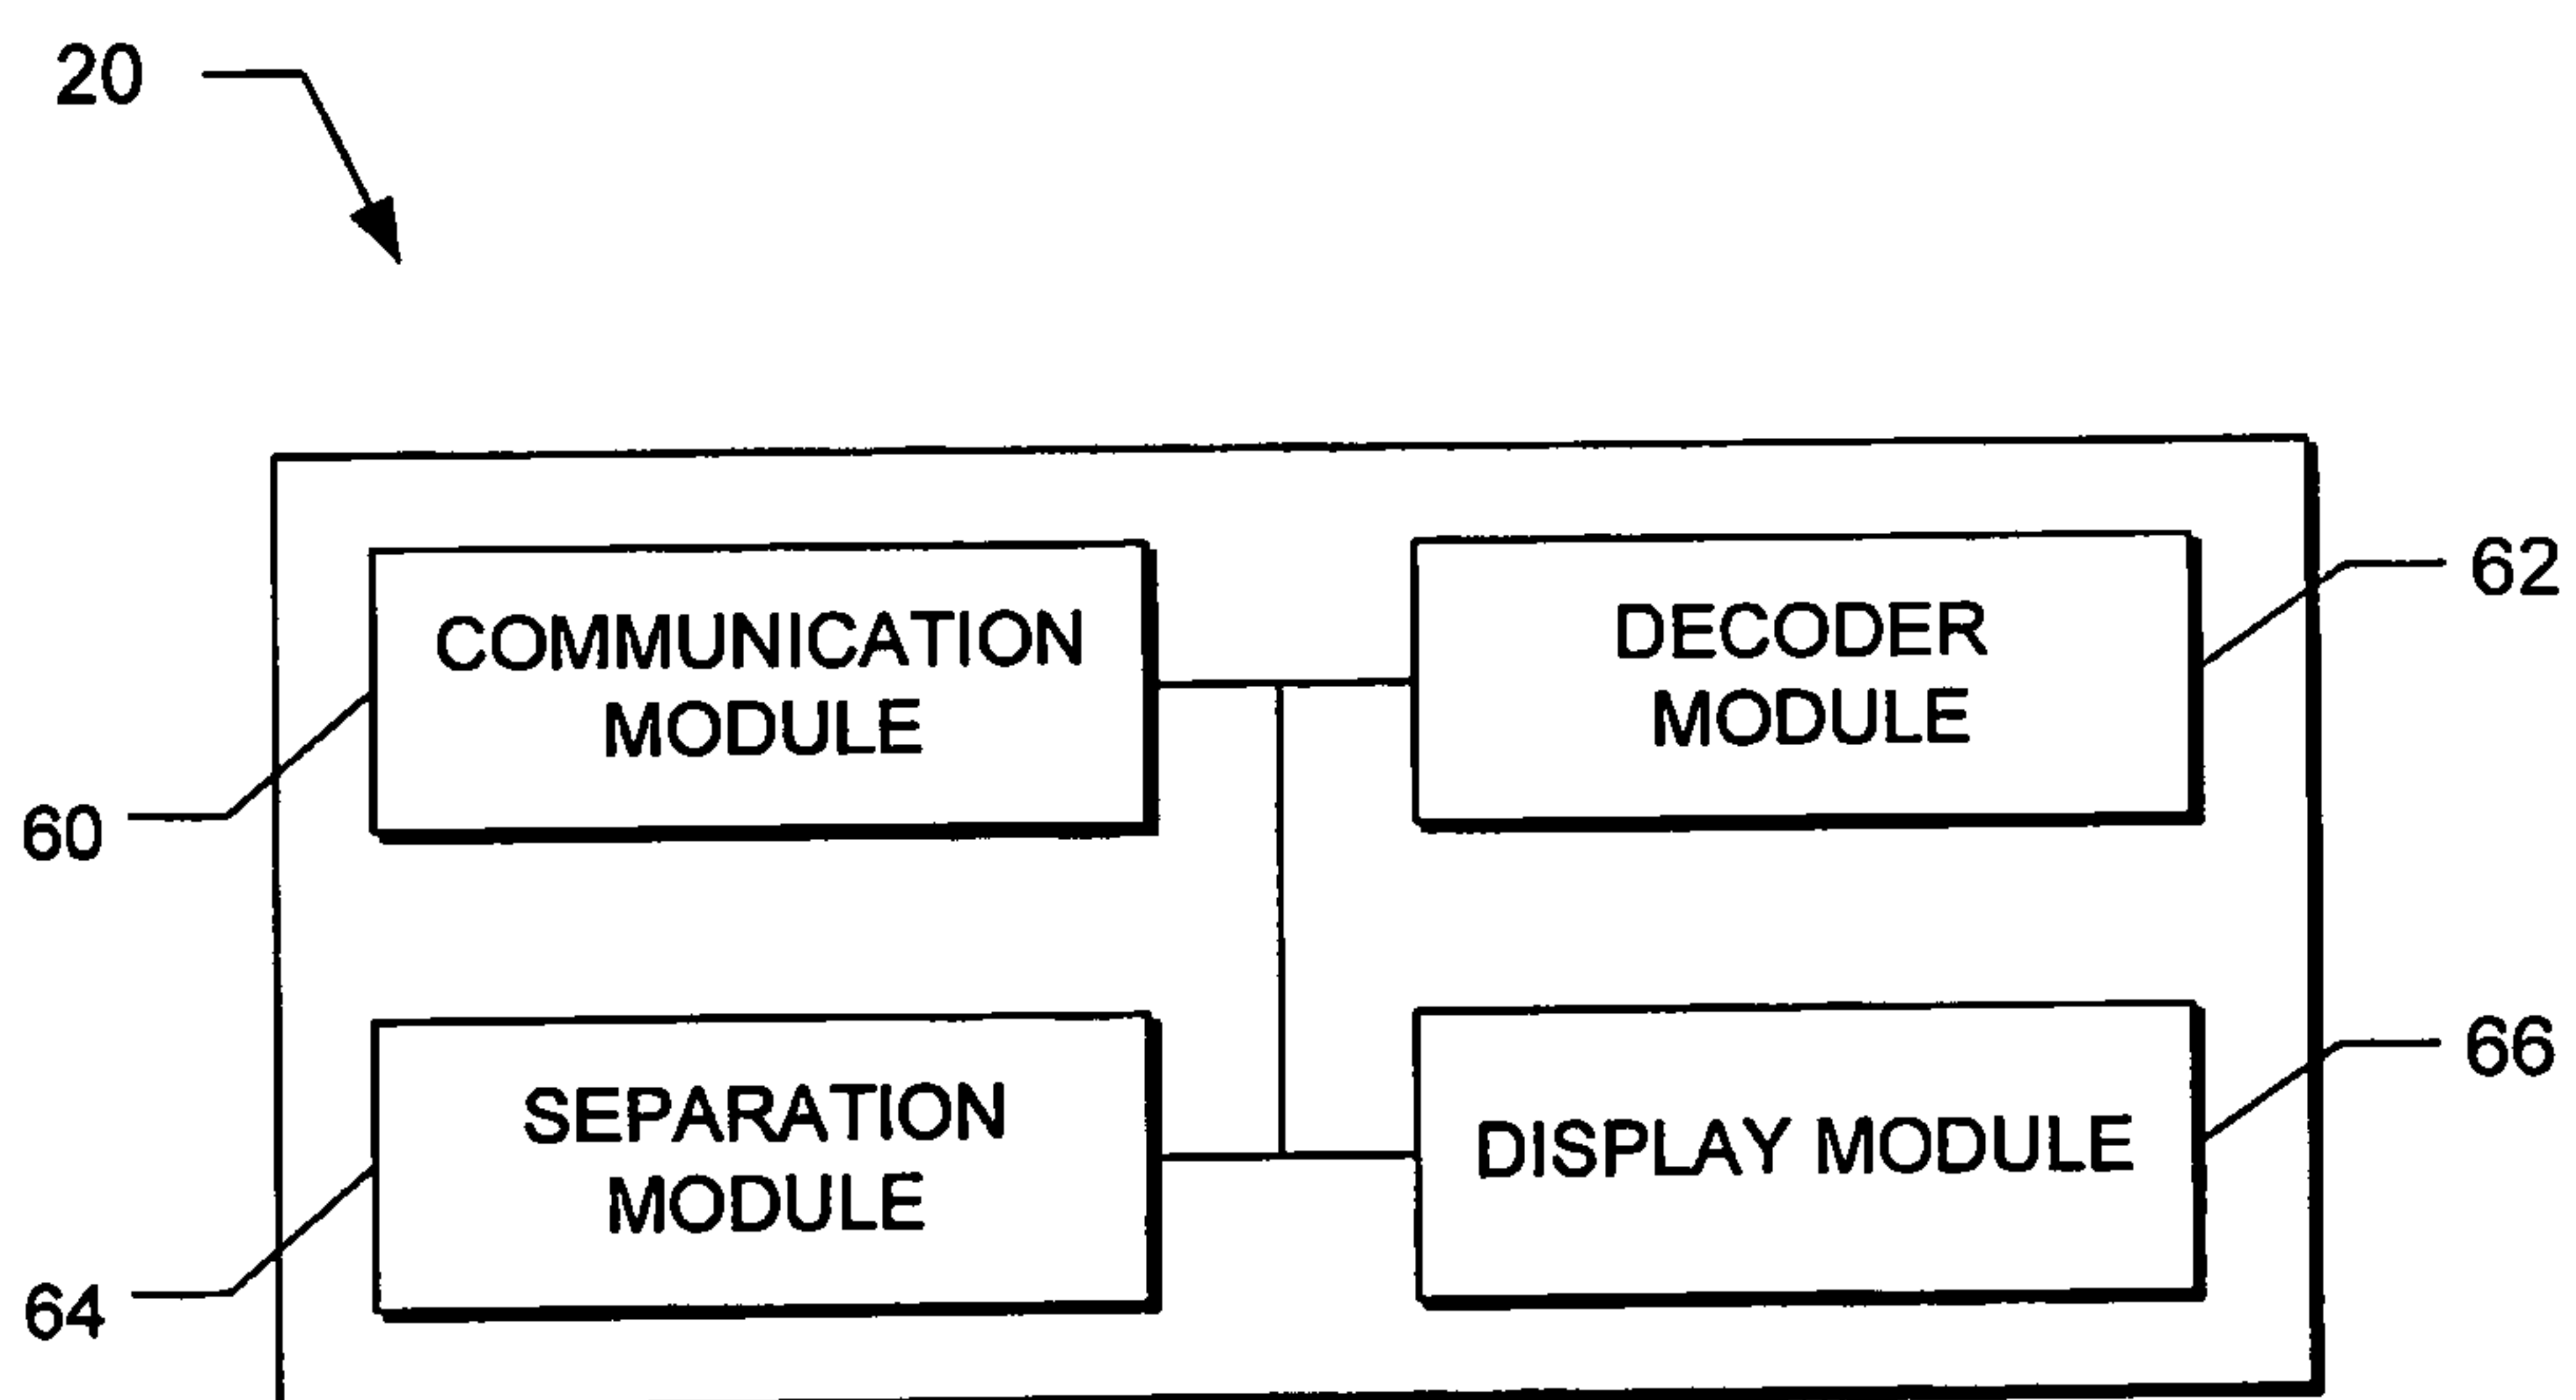 20
COMMUNICATION
MODULE
DECODER
MODULE
62
60
SEPARATION
MODULE
DISPLAY MODULE
66
64